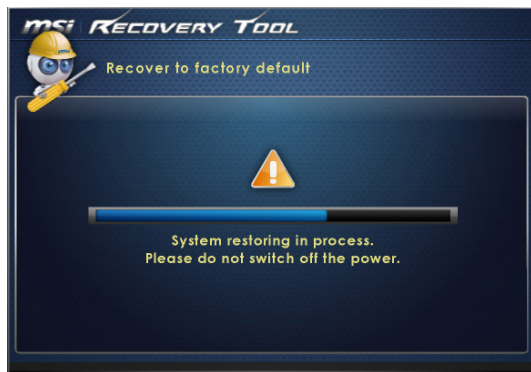 msi RECOVERY TOOL
Recover to factory default
System restoring in process.
Please do not switch off the power.